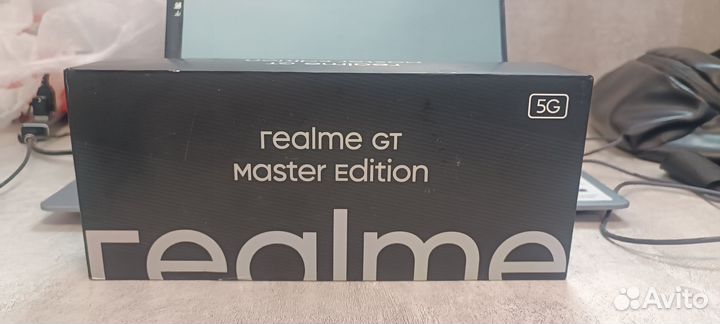 realme GT
Master Edition
5G
realme
Avito